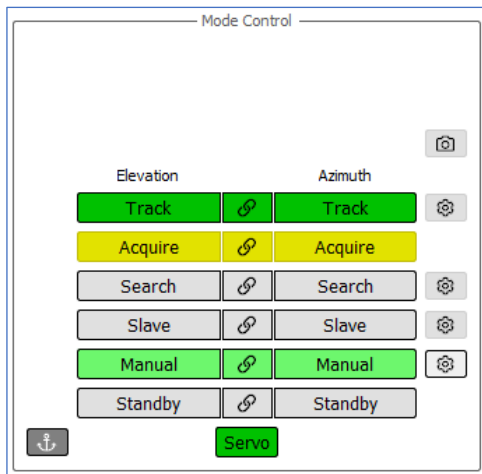 Mode Control
Elevation Azimuth
Track Track
Acquire Acquire
Search Search
Slave Slave
Manual Manual
Standby Standby
Servo